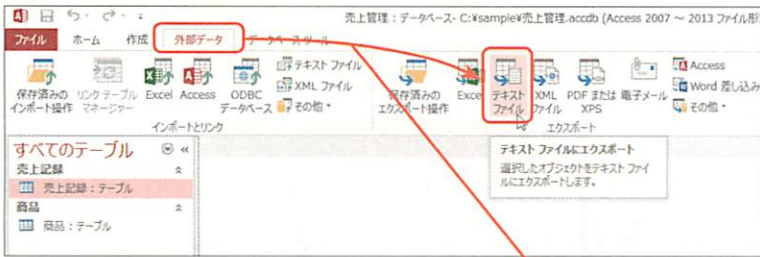 売上管理：データベース- C:¥sample¥売上管理.accdb (Access 2007 ～ 2013 ファイル形
ファイル ホーム 作成 外部データ データベース ツール
保存済みの
インポート操作
リンク テーブル
マネージャー
Excel
Access
ODBC
データベース
テキスト ファイル
XML ファイル
その他
インポートとリンク
保存済みの
エクスポート操作
Excel
テキスト
ファイル
XML
ファイル
PDF または
XPS
電子メール
Access
Word 差し込み
その他
エクスポート
テキスト ファイルにエクスポート
選択したオブジェクトをテキスト ファイ
ルにエクスポートします。
すべてのテーブル
売上記録
売上記録：テーブル
商品
商品：テーブル